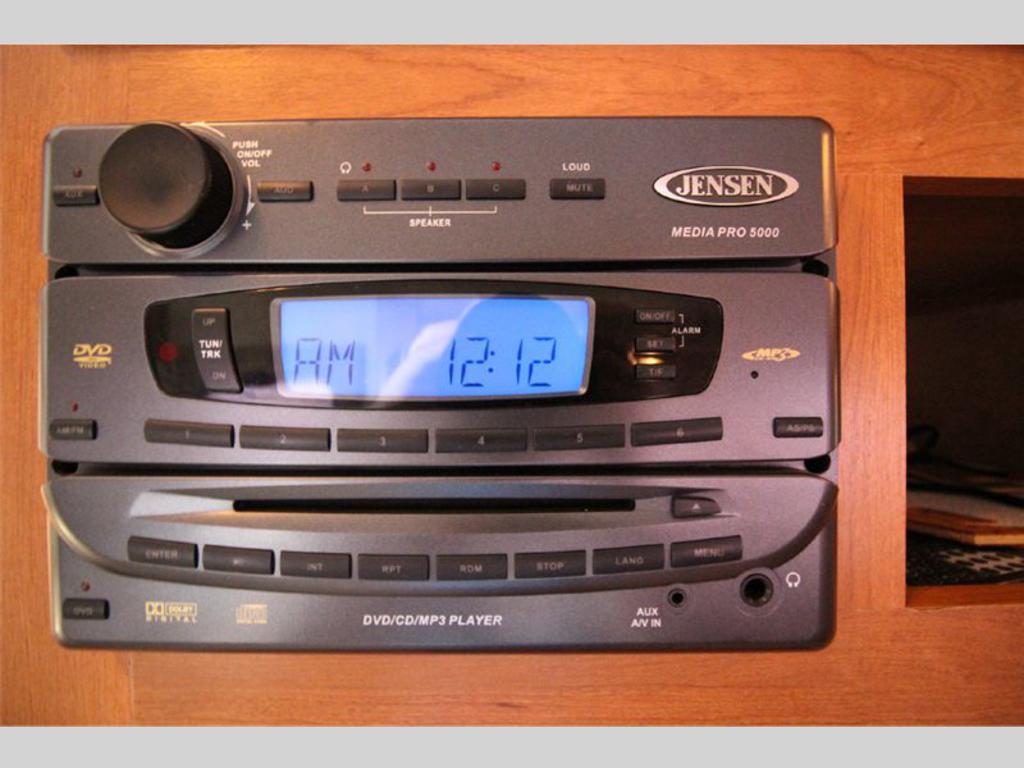 PUSH
ON/OFF
VOL
+
AUX
AUD
A B C
SPEAKER
LOUD
MUTE
JENSEN
MEDIA PRO 5000
DVD
VIDEO
UP
TUN/
TRK
DN
AM 12:12
ON/OFF
ALARM
SET
T/F
MP3
AM/FM
1 2 3 4 5 6
AS/PS
ENTER INT RPT RDM STOP LANG MENU
DVD
DOLBY
DIGITAL
DVD/CD/MP3 PLAYER
AUX
A/V IN